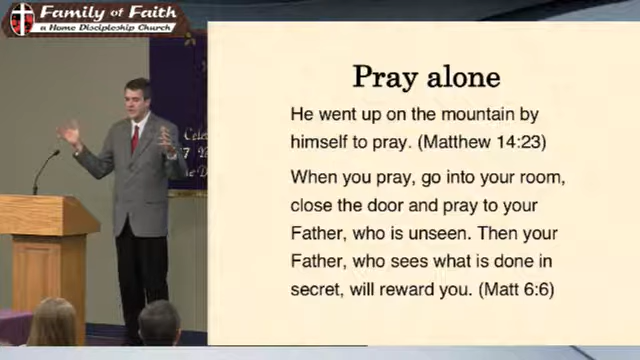 Family of Faith
a Home Discipleship Church
Pray alone
He went up on the mountain by
himself to pray. (Matthew 14:23)
When you pray, go into your room,
close the door and pray to your
Father, who is unseen. Then your
Father, who sees what is done in
secret, will reward you. (Matt 6:6)